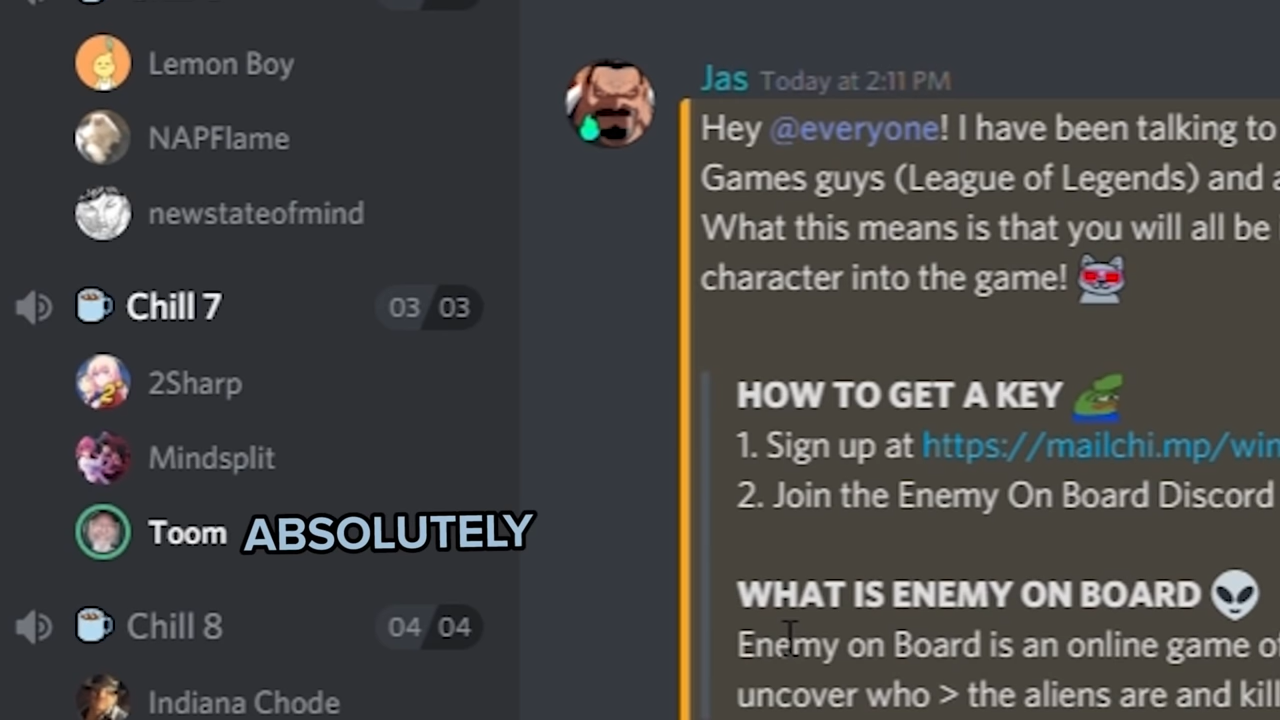 Lemon Boy
NAPFlame
newstateofmind
Chill 7 03 03
2Sharp
Mindsplit
Toom ABSOLUTELY
Chill 8 04 04
Indiana Chode
Jas Today at 2:11 PM
Hey @everyone! I have been talking to
Games guys (League of Legends) and a
What this means is that you will all be
character into the game!
HOW TO GET A KEY
1. Sign up at https://mailchi.mp/win
2. Join the Enemy On Board Discord
WHAT IS ENEMY ON BOARD
Enemy on Board is an online game of
uncover who > the aliens are and kill